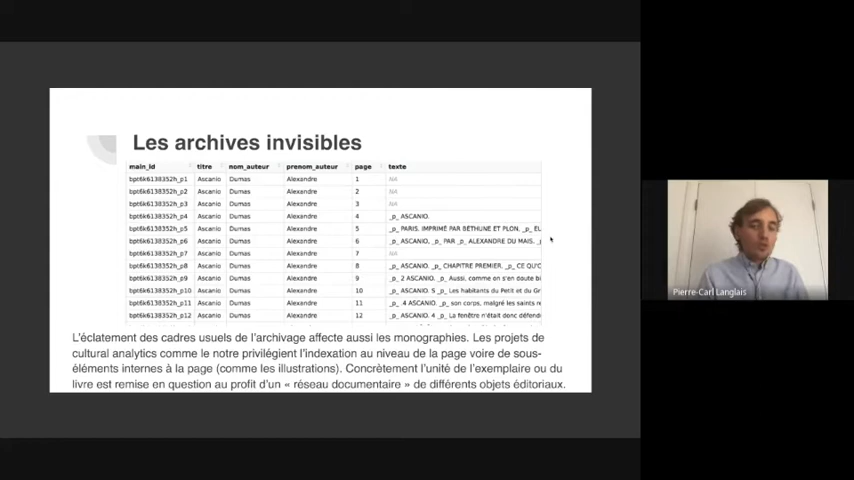 Les archives invisibles
main_id titre nom_auteur prenom_auteur page texte
bpt6k6138352h_p1 Ascanio Dumas Alexandre 1 NA
bpt6k6138352h_p2 Ascanio Dumas Alexandre 2 NA
bpt6k6138352h_p3 Ascanio Dumas Alexandre 3 NA
bpt6k6138352h_p4 Ascanio Dumas Alexandre 4 _p_ ASCANIO.
bpt6k6138352h_p5 Ascanio Dumas Alexandre 5 _p_ PARIS. IMPRIMÉ PAR BÉTHUNE ET PLON. _p_ EU
bpt6k6138352h_p6 Ascanio Dumas Alexandre 6 _p_ ASCANIO, _p_ PAR _p_ ALEXANDRE DU MAIS. _p
bpt6k6138352h_p7 Ascanio Dumas Alexandre 7 NA
bpt6k6138352h_p8 Ascanio Dumas Alexandre 8 _p_ ASCANIO. _p_ CHAPITRE PREMIER. _p_ CE QU'C
bpt6k6138352h_p9 Ascanio Dumas Alexandre 9 _p_ 2 ASCANIO. _p_ Aussi, comme on s'en doute bi
bpt6k6138352h_p10 Ascanio Dumas Alexandre 10 _p_ ASCANIO. S _p_ Les habitants du Petit et du Gr
bpt6k6138352h_p11 Ascanio Dumas Alexandre 11 _p_ 4 ASCANIO. _p_ son corps, malgré les saints r
bpt6k6138352h_p12 Ascanio Dumas Alexandre 12 _p_ ASCANIO. 4 _p_ La fenêtre n'était donc défend
L'éclatement des cadres usuels de l'archivage affecte aussi les monographies. Les projets de
cultural analytics comme le notre privilégient l'indexation au niveau de la page voire de sous-
éléments internes à la page (comme les illustrations). Concrètement l'unité de l'exemplaire ou du
livre est remise en question au profit d'un « réseau documentaire » de différents objets éditoriaux.
Pierre-Carl Langlais